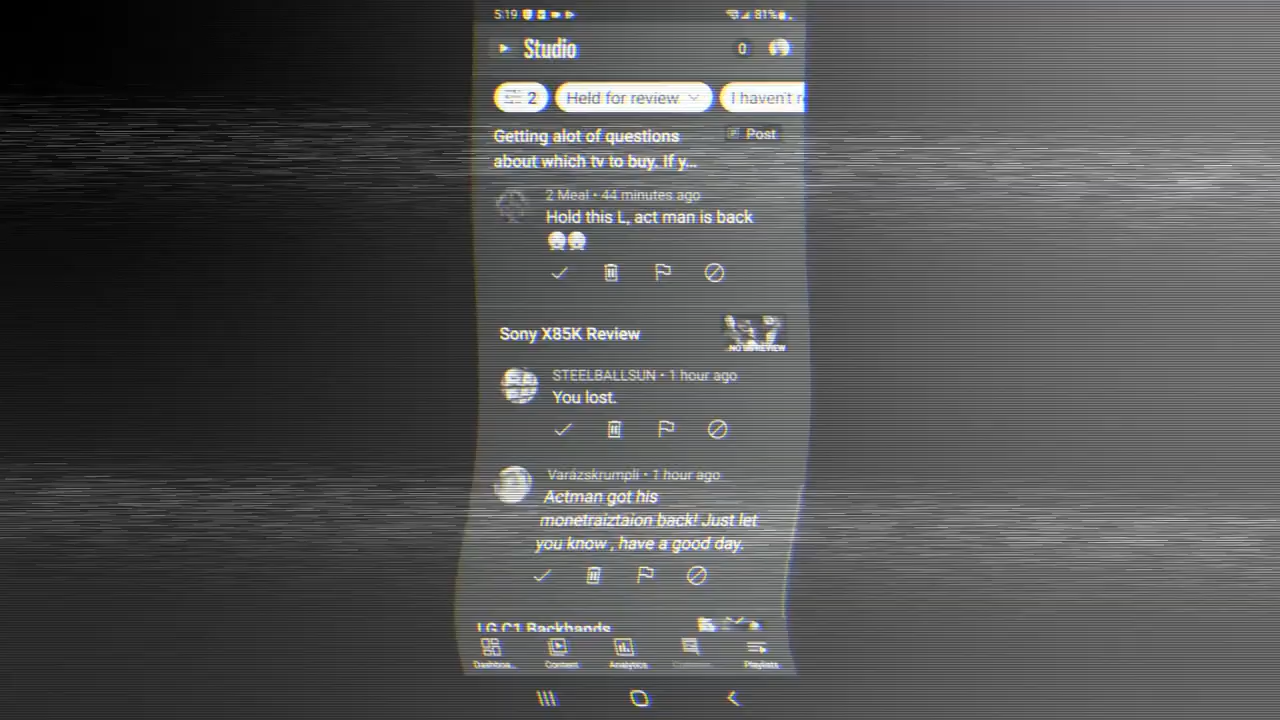 5:19
81%
Studio
0
2
Held for review
I haven't r
Getting alot of questions
about which tv to buy. If y...
Post
2 Meal • 44 minutes ago
Hold this L, act man is back
Sony X85K Review
NO REVIEW
STEELBALLSUN • 1 hour ago
You lost.
Varázskrumpli • 1 hour ago
Actman got his
monetraiztaion back! Just let
you know , have a good day.
LG C1 Backhands
Dashboa...
Content
Analytics
Playlists